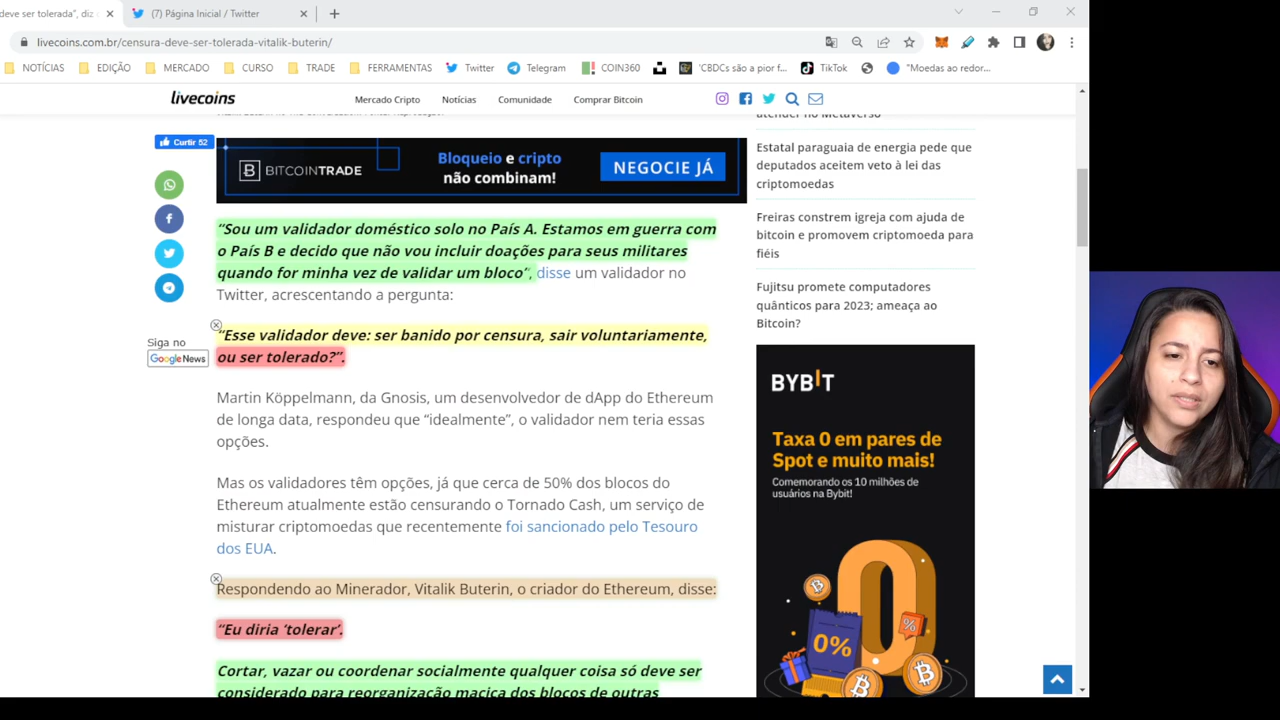 deve ser tolerada", diz
(7) Página Inicial / Twitter
livecoins.com.br/censura-deve-ser-tolerada-vitalik-buterin/
NOTÍCIAS EDIÇÃO MERCADO CURSO TRADE FERRAMENTAS Twitter Telegram COIN360 'CBDCs são a pior f... TikTok "Moedas ao redor...
livecoins
Mercado Cripto Notícias Comunidade Comprar Bitcoin
Curtir 52
BITCOINTRADE
Bloqueio e cripto
não combinam!
NEGOCIE JÁ
“Sou um validador doméstico solo no País A. Estamos em guerra com
o País B e decido que não vou incluir doações para seus militares
quando for minha vez de validar um bloco”, disse um validador no
Twitter, acrescentando a pergunta:
“Esse validador deve: ser banido por censura, sair voluntariamente,
ou ser tolerado?”.
Siga no
Google News
Martin Köppelmann, da Gnosis, um desenvolvedor de dApp do Ethereum
de longa data, respondeu que “idealmente”, o validador nem teria essas
opções.
Mas os validadores têm opções, já que cerca de 50% dos blocos do
Ethereum atualmente estão censurando o Tornado Cash, um serviço de
misturar criptomoedas que recentemente foi sancionado pelo Tesouro
dos EUA.
Respondendo ao Minerador, Vitalik Buterin, o criador do Ethereum, disse:
“Eu diria ‘tolerar’.
Cortar, vazar ou coordenar socialmente qualquer coisa só deve ser
considerado para reorganização maciça dos blocos de outras
atender no Metaverso
Estatal paraguaia de energia pede que
deputados aceitem veto à lei das
criptomoedas
Freiras constrem igreja com ajuda de
bitcoin e promovem criptomoeda para
fiéis
Fujitsu promete computadores
quânticos para 2023; ameaça ao
Bitcoin?
BYBIT
Taxa 0 em pares de
Spot e muito mais!
Comemorando os 10 milhões de
usuários na Bybit!
0%